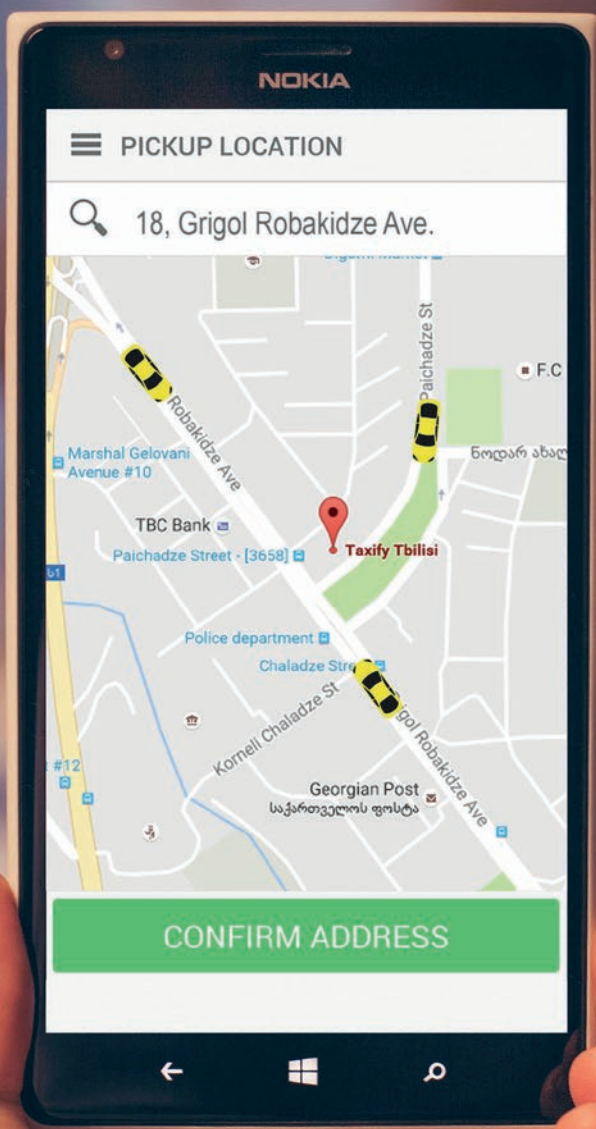 NOKIA
PICKUP LOCATION
18, Grigol Robakidze Ave.
Paichadze St
F.C
Robakidze Ave
Marshal Gelovani
Avenue #10
ნოდარ ახალ
TBC Bank
Paichadze Street - [3658]
Taxify Tbilisi
Police department
Chaladze
Korneli Chaladze St
Robakidze Ave
#12
Georgian Post
საქართველოს ფოსტა
CONFIRM ADDRESS